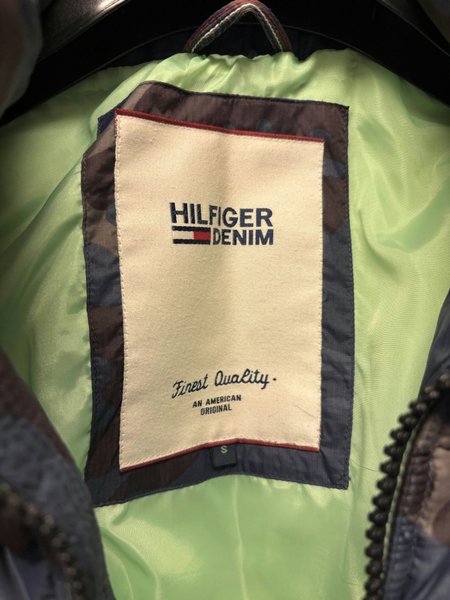 HILFIGER
DENIM
Finest Quality.
AN AMERICAN
ORIGINAL
S